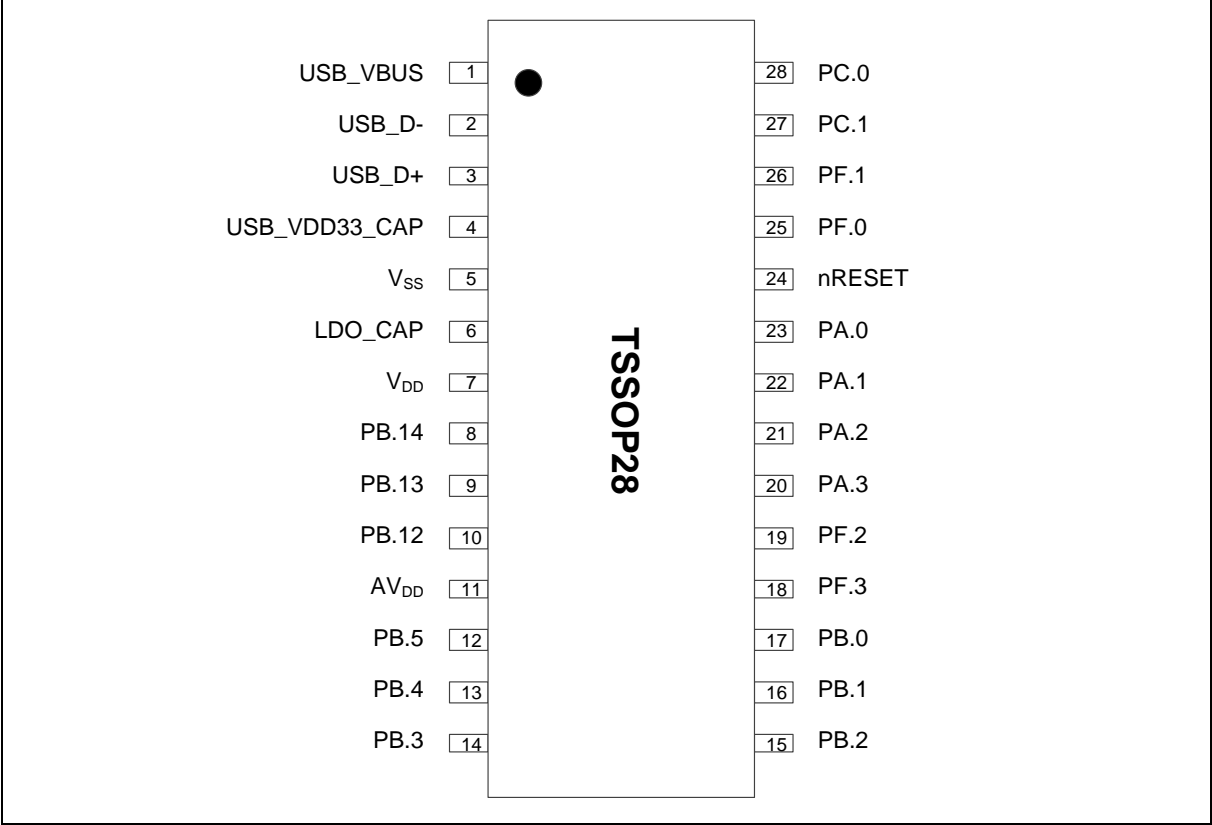 USB_VBUS 1 28 PC.0
USB_D- 2 27 PC.1
USB_D+ 3 26 PF.1
USB_VDD33_CAP 4 25 PF.0
VSS 5 24 nRESET
LDO_CAP 6 23 PA.0
VDD 7 22 PA.1
PB.14 8 21 PA.2
PB.13 9 20 PA.3
PB.12 10 19 PF.2
AVDD 11 18 PF.3
PB.5 12 17 PB.0
PB.4 13 16 PB.1
PB.3 14 15 PB.2
TSSOP28